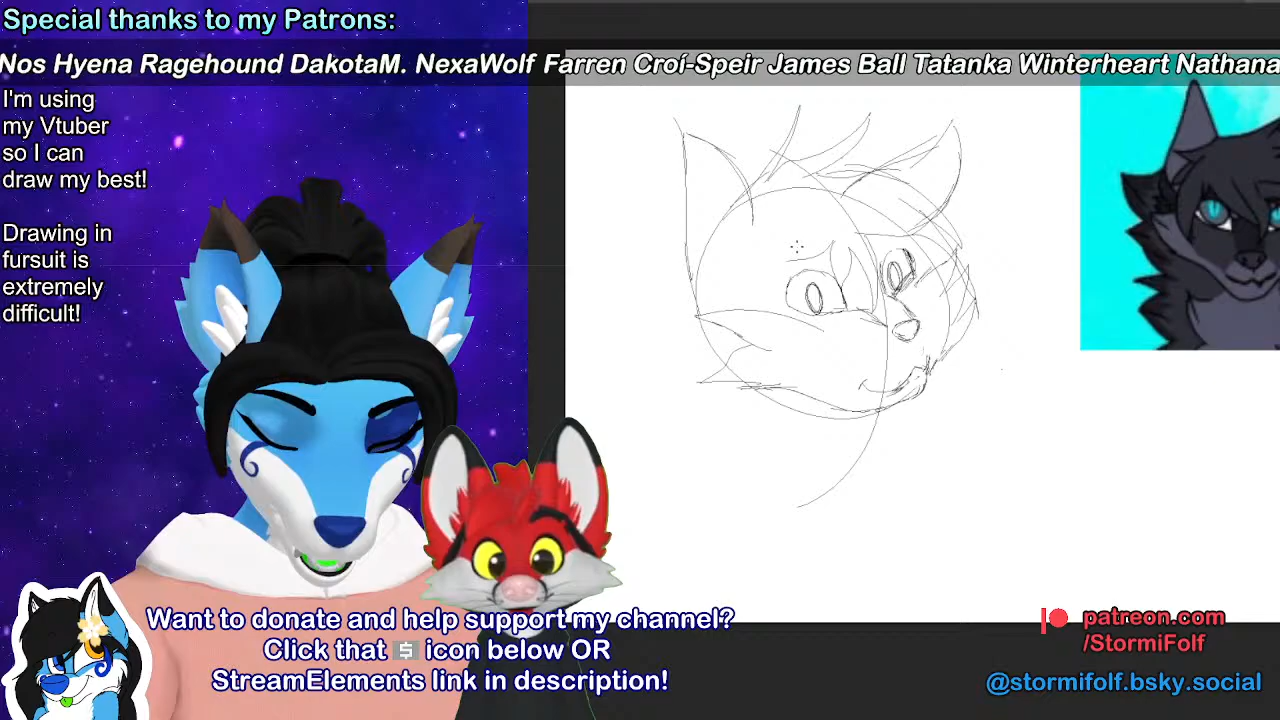 Special thanks to my Patrons:
Nos Hyena Ragehound DakotaM. NexaWolf Farren Croí-Speir James Ball Tatanka Winterheart Nathana
I'm using
my Vtuber
so I can
draw my best!
Drawing in
fursuit is
extremely
difficult!
Want to donate and help support my channel?
Click that $ icon below OR
StreamElements link in description!
patreon.com
/StormiFolf
@stormifolf.bsky.social